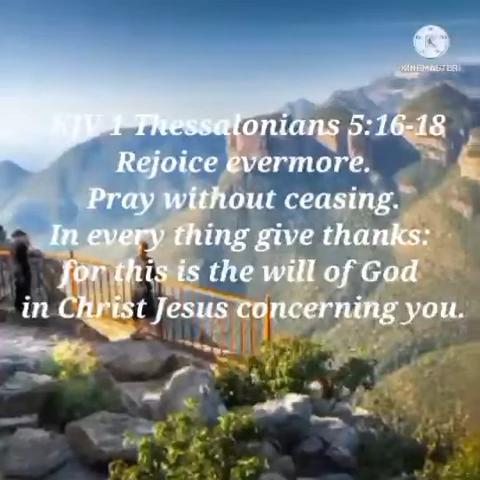 KINEMASTER
KJV 1 Thessalonians 5:16-18
Rejoice evermore.
Pray without ceasing.
In every thing give thanks:
for this is the will of God
in Christ Jesus concerning you.